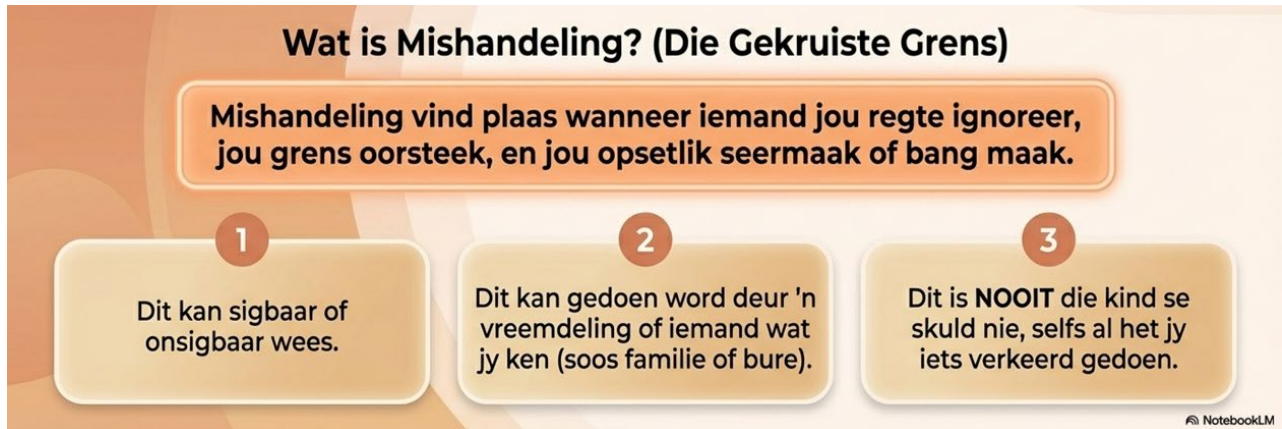 Wat is Mishandeling? (Die Gekruiste Grens)
Mishandeling vind plaas wanneer iemand jou regte ignoreer,
jou grens oorsteek, en jou opsetlik seermaak of bang maak.
1
Dit kan sigbaar of
onsigbaar wees.
2
Dit kan gedoen word deur 'n
vreemdeling of iemand wat
jy ken (soos familie of bure).
3
Dit is NOOIT die kind se
skuld nie, selfs al het jy
iets verkeerd gedoen.
NotebookLM